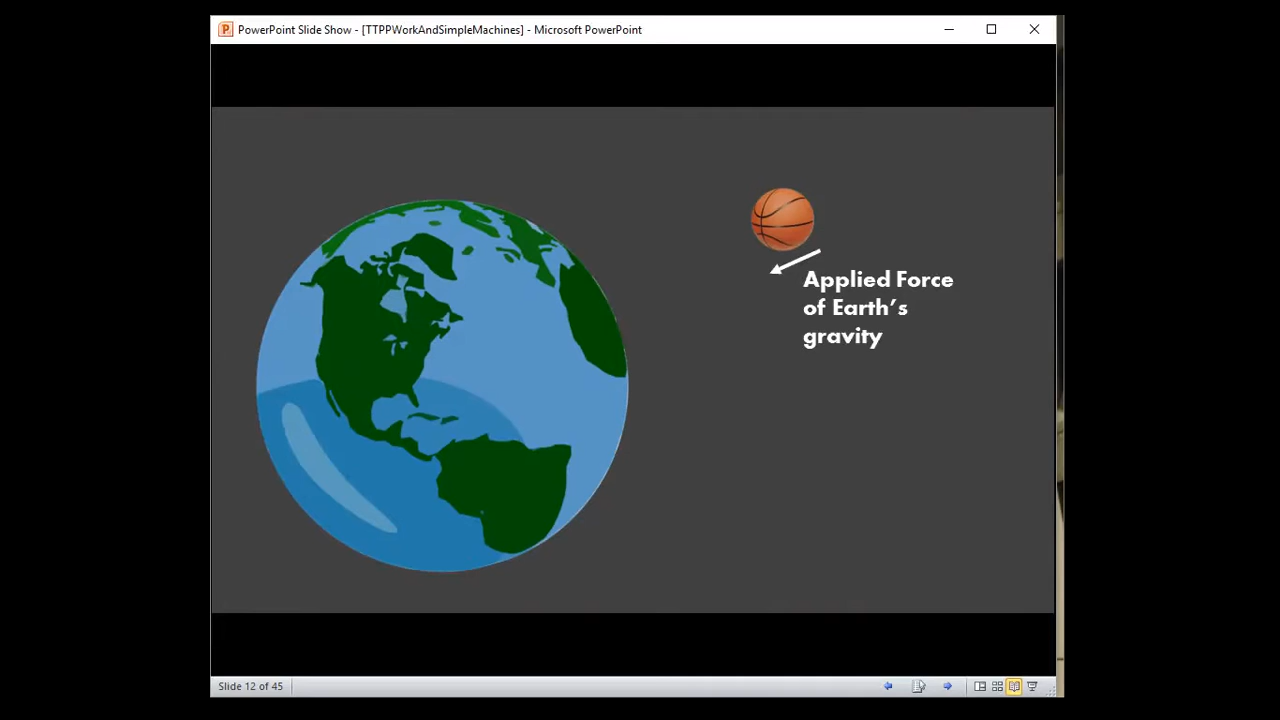 PowerPoint Slide Show - [TTPPWorkAndSimpleMachines] - Microsoft PowerPoint
Applied Force
of Earth’s
gravity
Slide 12 of 45